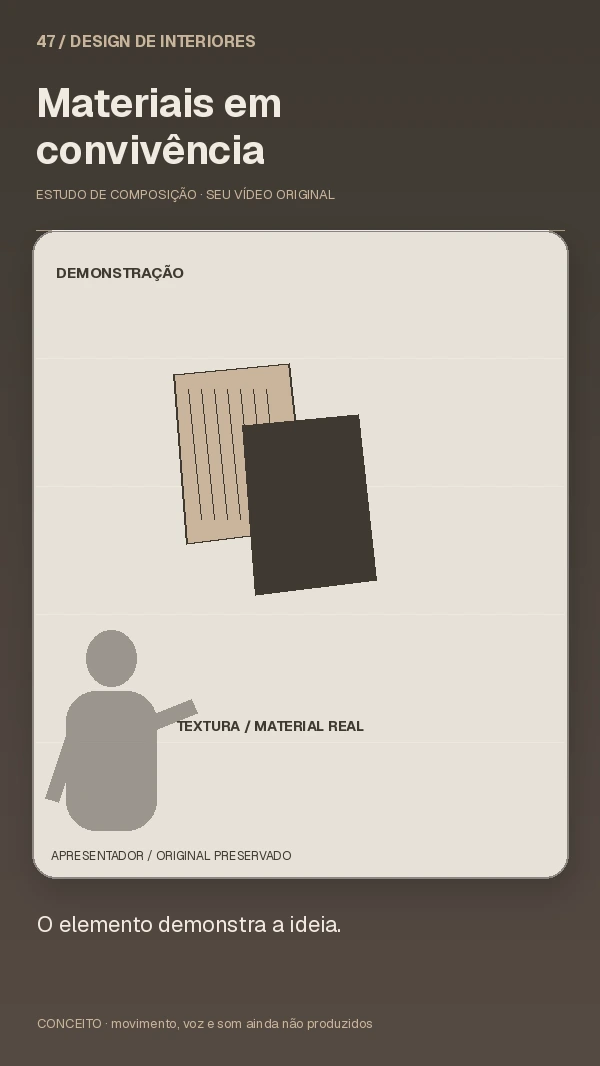 47 / DESIGN DE INTERIORES
Materiais em
convivência
ESTUDO DE COMPOSIÇÃO · SEU VÍDEO ORIGINAL
DEMONSTRAÇÃO
TEXTURA / MATERIAL REAL
APRESENTADOR / ORIGINAL PRESERVADO
O elemento demonstra a ideia.
CONCEITO · movimento, voz e som ainda não produzidos